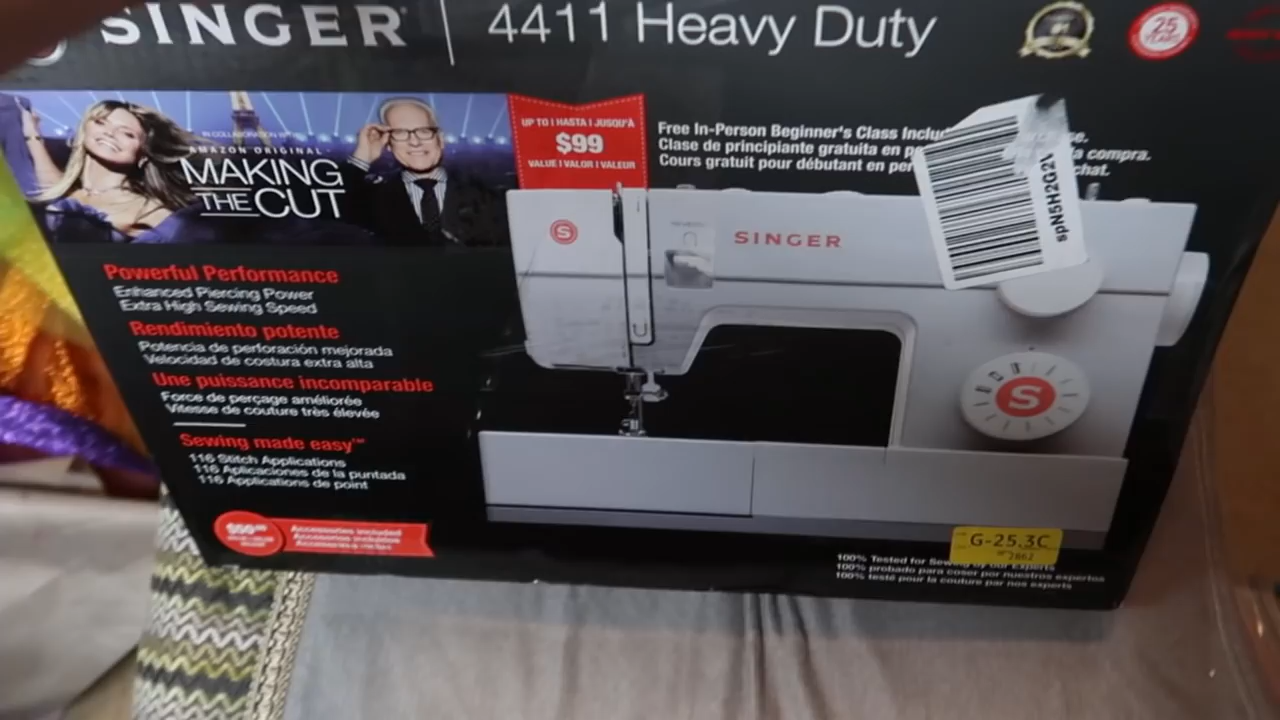 SINGER
4411 Heavy Duty
25
IN COLLABORATION WITH
AMAZON ORIGINAL
MAKING
THE CUT
UP TO | HASTA | JUSQU'À
$99
VALUE | VALOR | VALEUR
Free In-Person Beginner's Class
Clase de principiante gratuita en compra.
Cours gratuit pour débutant en
spN5H2G2V
S
SINGER
S
Powerful Performance
Enhanced Piercing Power
Extra High Sewing Speed
Rendimiento potente
Potencia de perforación mejorada
Velocidad de costura extra alta
Une puissance incomparable
Force de perçage améliorée
Vitesse de couture très élevée
Sewing made easy™
116 Stitch Applications
116 Aplicaciones de la puntada
116 Applications de point
Accessories included
Accesorios incluidos
G-25.3C
2862
100% Tested for Sewing by our Experts
100% probado para coser por nuestros expertos
100% testé pour la couture par nos experts